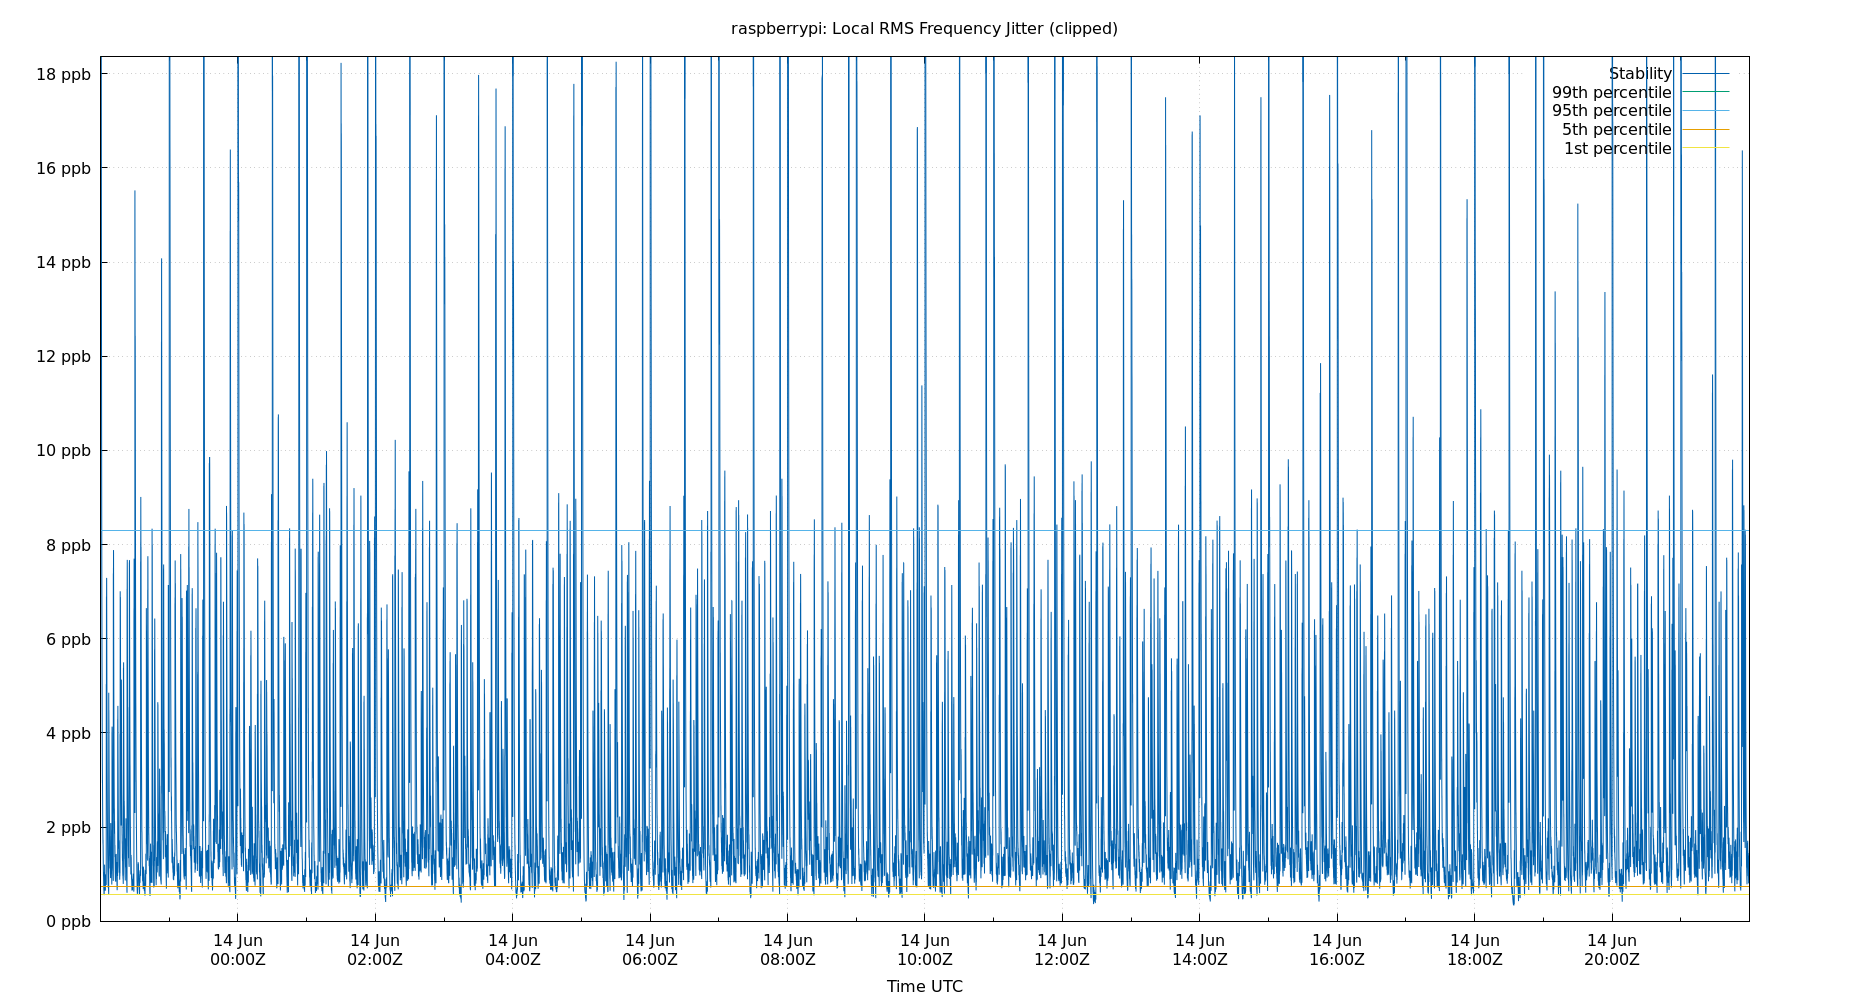 raspberrypi: Local RMS Frequency Jitter (clipped)
18 ppb
16 ppb
14 ppb
12 ppb
10 ppb
8 ppb
6 ppb
4 ppb
2 ppb
0 ppb
Stability
99th percentile
95th percentile
5th percentile
1st percentile
14 Jun 14 Jun 14 Jun 14 Jun 14 Jun 14 Jun 14 Jun 14 Jun 14 Jun 14 Jun 14 Jun
00:00Z 02:00Z 04:00Z 06:00Z 08:00Z 10:00Z 12:00Z 14:00Z 16:00Z 18:00Z 20:00Z
Time UTC